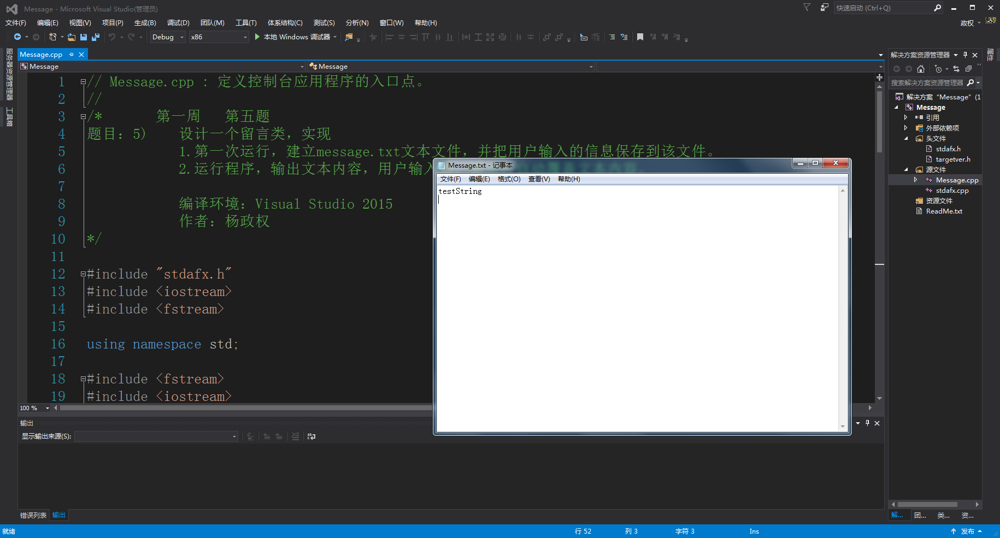 Message - Microsoft Visual Studio(管理员)
快速启动 (Ctrl+Q)
文件(F) 编辑(E) 视图(V) 项目(P) 生成(B) 调试(D) 团队(M) 工具(T) 体系结构(C) 测试(S) 分析(N) 窗口(W) 帮助(H)
政权
Debug x86 本地 Windows 调试器
服务器资源管理器
工具箱
Message.cpp
Message Message
1 // Message.cpp : 定义控制台应用程序的入口点。
2 //
3 /* 第一周 第五题
4 题目：5) 设计一个留言类，实现
5 1.第一次运行，建立message.txt文本文件，并把用户输入的信息保存到该文件。
6 2.运行程序，输出文本内容，用户输
7
8 编译环境：Visual Studio 2015
9 作者：杨政权
10 */
11
12 #include "stdafx.h"
13 #include <iostream>
14 #include <fstream>
15
16 using namespace std;
17
18 #include <fstream>
19 #include <iostream>
100 %
Message.txt - 记事本
文件(F) 编辑(E) 格式(O) 查看(V) 帮助(H)
testString
输出
显示输出来源(S):
错误列表 输出
解决方案资源管理器
搜索解决方案资源管理器
解决方案 “Message” (1
Message
引用
外部依赖项
头文件
stdafx.h
targetver.h
源文件
Message.cpp
stdafx.cpp
资源文件
ReadMe.txt
解... 团... 类... 资...
属性
就绪 行 52 列 3 字符 3 Ins 发布